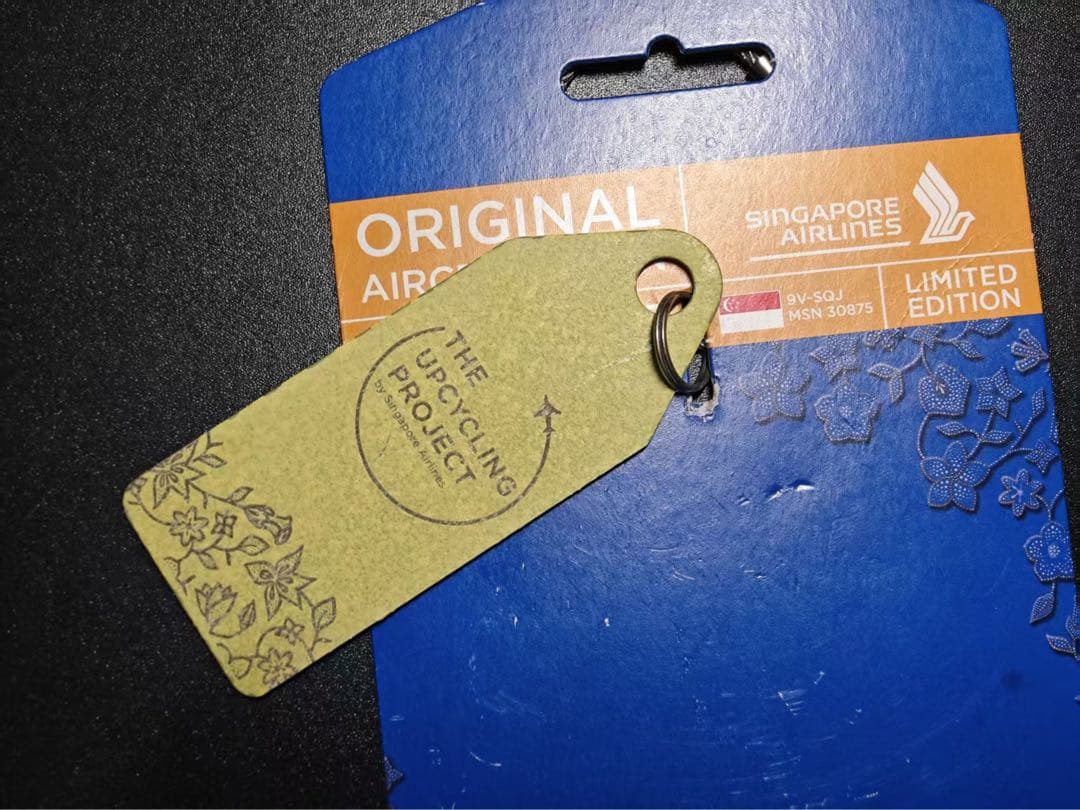 ORIGINAL
AIRC
SINGAPORE
AIRLINES
9V-SQJ
MSN 30875
LIMITED
EDITION
THE
UPCYCLING
PROJECT
by Singapore Airlines